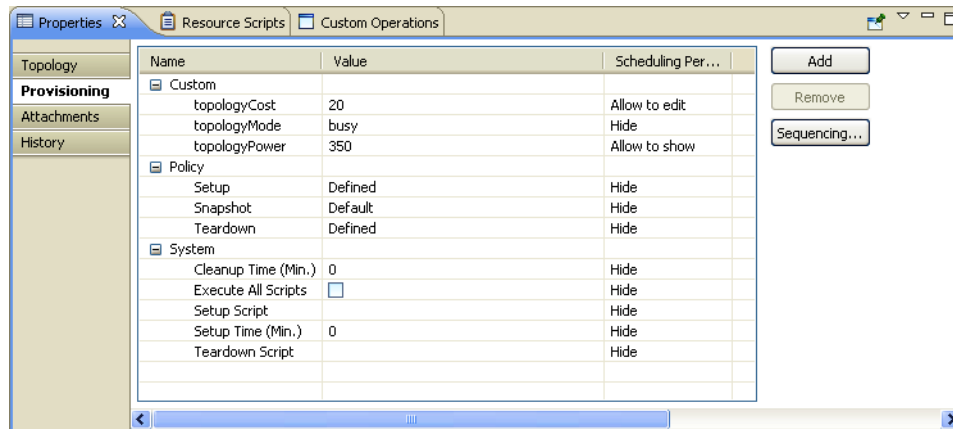 Properties Resource Scripts Custom Operations
Topology
Provisioning
Attachments
History
Name Value Scheduling Per...
Custom
topologyCost 20 Allow to edit
topologyMode busy Hide
topologyPower 350 Allow to show
Policy
Setup Defined Hide
Snapshot Default Hide
Teardown Defined Hide
System
Cleanup Time (Min.) 0 Hide
Execute All Scripts Hide
Setup Script Hide
Setup Time (Min.) 0 Hide
Teardown Script Hide
Add
Remove
Sequencing...